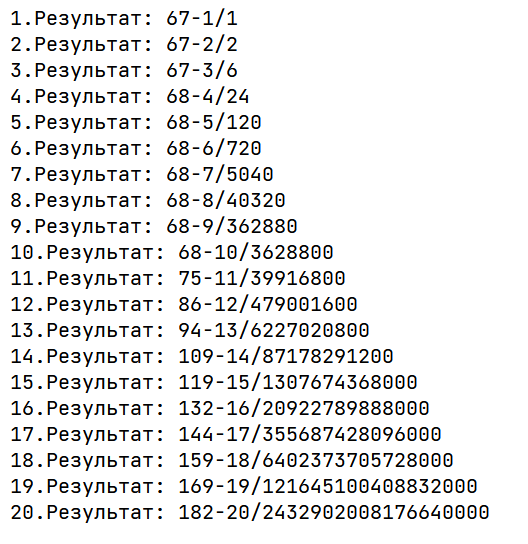 1.Результат: 67-1/1
2.Результат: 67-2/2
3.Результат: 67-3/6
4.Результат: 68-4/24
5.Результат: 68-5/120
6.Результат: 68-6/720
7.Результат: 68-7/5040
8.Результат: 68-8/40320
9.Результат: 68-9/362880
10.Результат: 68-10/3628800
11.Результат: 75-11/39916800
12.Результат: 86-12/479001600
13.Результат: 94-13/6227020800
14.Результат: 109-14/87178291200
15.Результат: 119-15/1307674368000
16.Результат: 132-16/20922789888000
17.Результат: 144-17/355687428096000
18.Результат: 159-18/6402373705728000
19.Результат: 169-19/121645100408832000
20.Результат: 182-20/2432902008176640000